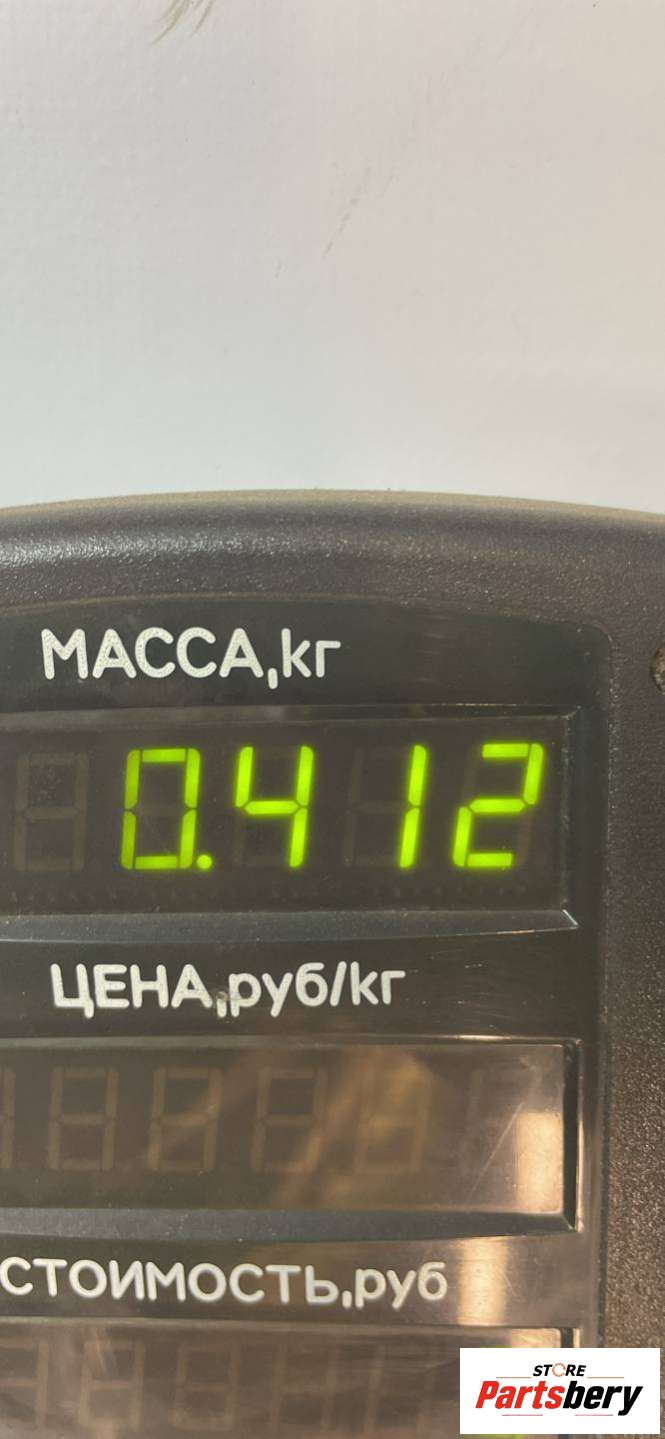 МАССА,кг
0.412
ЦЕНА,руб/кг
СТОИМОСТЬ,руб
STORE
Partsbery